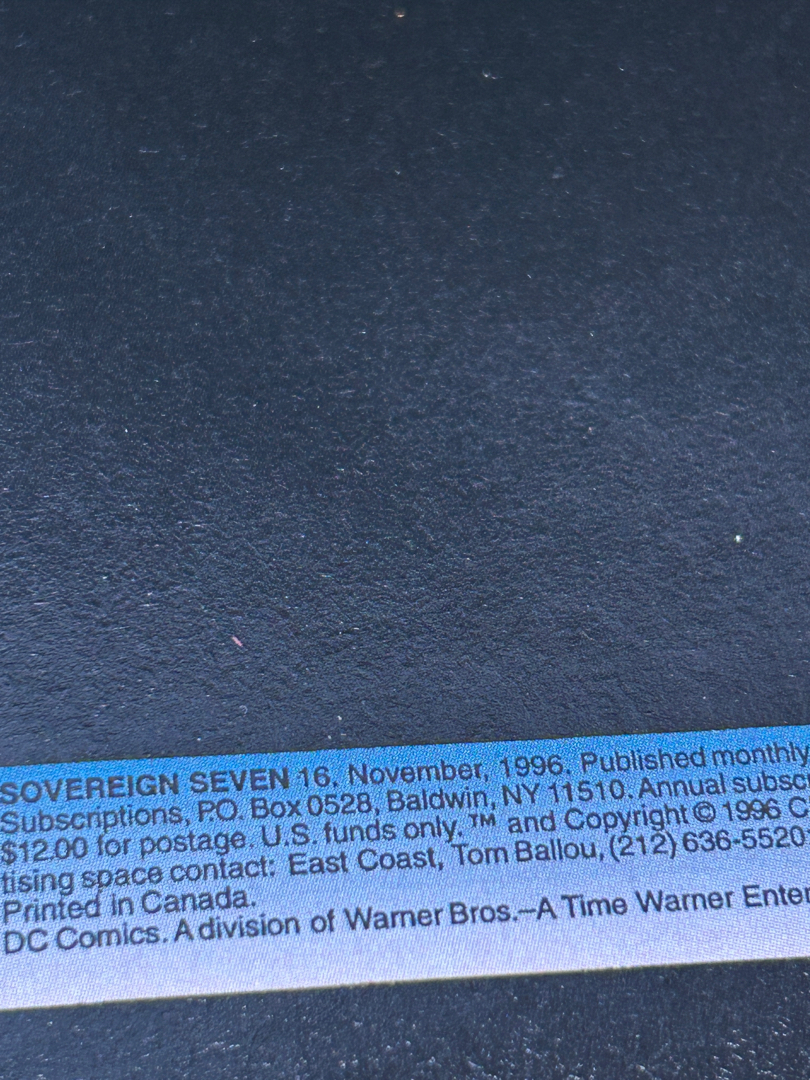 SOVEREIGN SEVEN 16. November, 1996. Published monthly
Subscriptions, P.O. Box 0528, Baldwin, NY 11510. Annual subsc
$12.00 for postage. U.S. funds only. ™ and Copyright © 1996 C
tising space contact: East Coast, Tom Ballou, (212) 636-5520
Printed in Canada.
DC Comics. A division of Warner Bros.–A Time Warner Enter